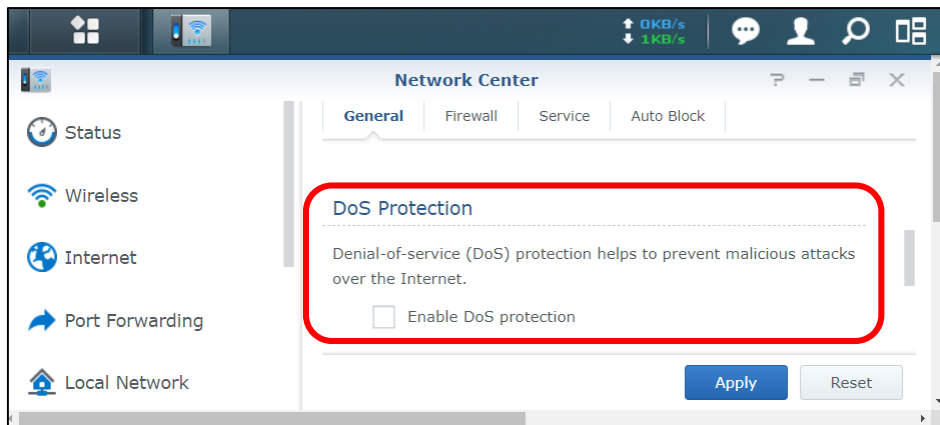 0KB/s
1KB/s
Network Center
General Firewall Service Auto Block
Status
Wireless
Internet
Port Forwarding
Local Network
DoS Protection
Denial-of-service (DoS) protection helps to prevent malicious attacks
over the Internet.
Enable DoS protection
Apply Reset